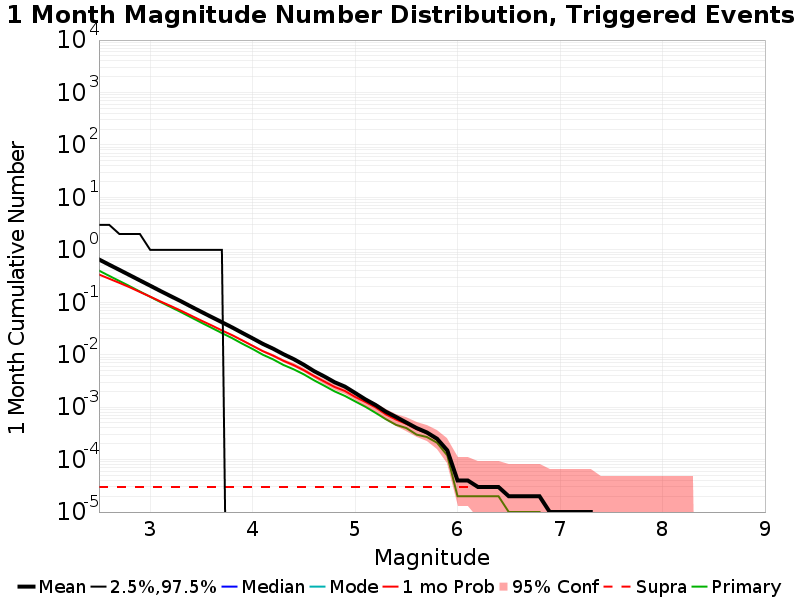 1 Month Magnitude Number Distribution, Triggered Events
1 Month Cumulative Number
10^4
10^3
10^2
10^1
10^0
10^-1
10^-2
10^-3
10^-4
10^-5
3 4 5 6 7 8 9
Magnitude
Mean 2.5%,97.5% Median Mode 1 mo Prob 95% Conf Supra Primary